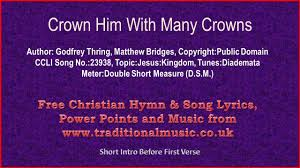 Crown Him With Many Crowns
Author: Godfrey Thring, Matthew Bridges, Copyright:Public Domain
CCLI Song No.:23938, Topic:Jesus:Kingdom, Tunes:Diademata
Meter:Double Short Measure (D.S.M.)
Free Christian Hymn & Song Lyrics,
Power Points and Music from
www.traditionalmusic.co.uk
Short Intro Before First Verse